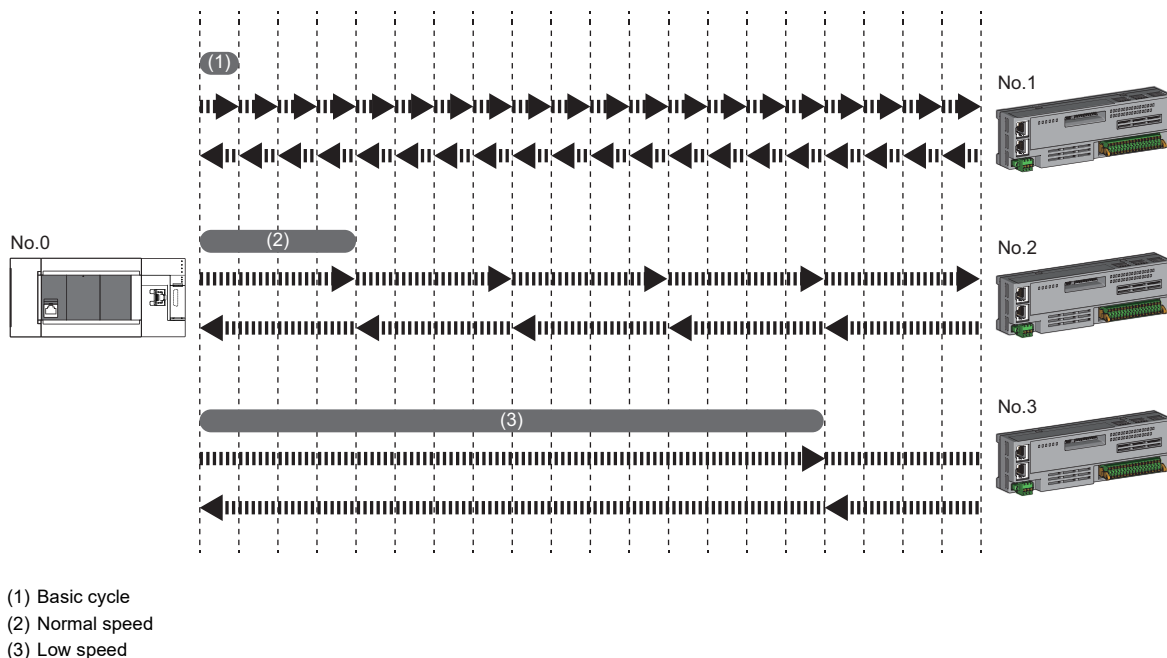 (1)
No.1
No.0
(2)
No.2
(3)
No.3
(1) Basic cycle
(2) Normal speed
(3) Low speed